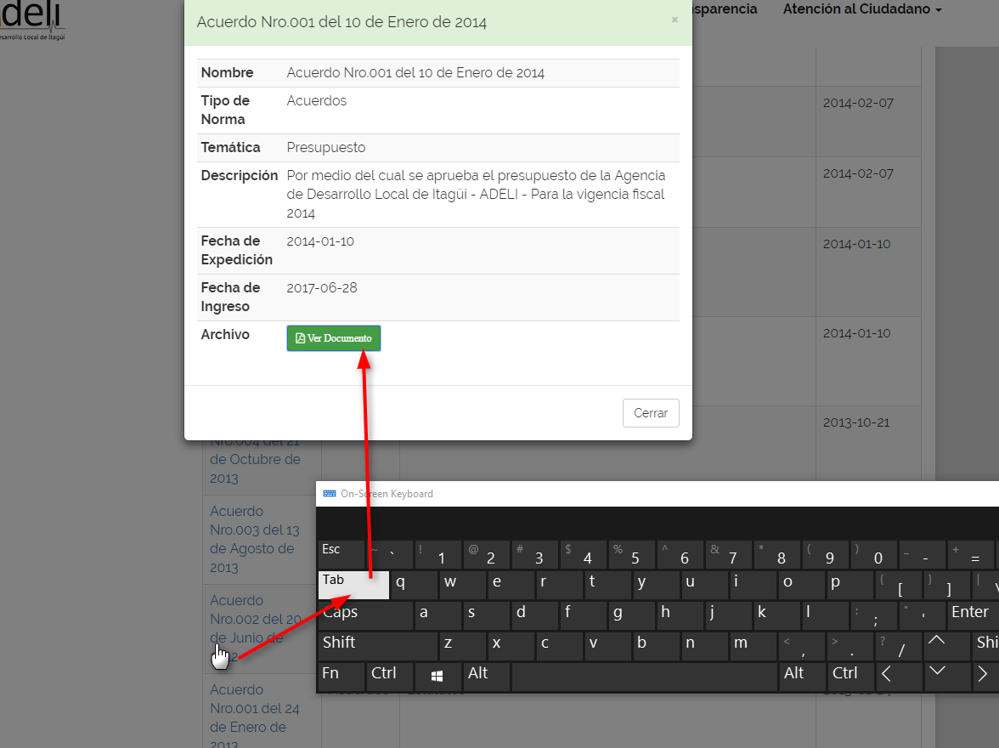 deli
esarrollo Local de Itagüí
sparencia
Atención al Ciudadano
Acuerdo Nro.001 del 10 de Enero de 2014
×
Nombre
Acuerdo Nro.001 del 10 de Enero de 2014
Tipo de
Norma
Acuerdos
Temática
Presupuesto
Descripción
Por medio del cual se aprueba el presupuesto de la Agencia
de Desarrollo Local de Itagüí - ADELI - Para la vigencia fiscal
2014
Fecha de
Expedición
2014-01-10
Fecha de
Ingreso
2017-06-28
Archivo
Ver Documento
Cerrar
2014-02-07
2014-02-07
2014-01-10
2014-01-10
2013-10-21
Nro.004 del 21
de Octubre de
2013
Acuerdo
Nro.003 del 13
de Agosto de
2013
Acuerdo
Nro.002 del 20
de Junio de
Acuerdo
Nro.001 del 24
de Enero de
2013
On-Screen Keyboard
Esc ~ ` ! 1 @ 2 # 3 $ 4 % 5 ^ 6 & 7 * 8 ( 9 ) 0 _ - + =
Tab q w e r t y u i o p { [ } ] | \
Caps a s d f g h j k l : ; " ' Enter
Shift z x c v b n m < , > . ? / Shi
Fn Ctrl Alt Alt Ctrl